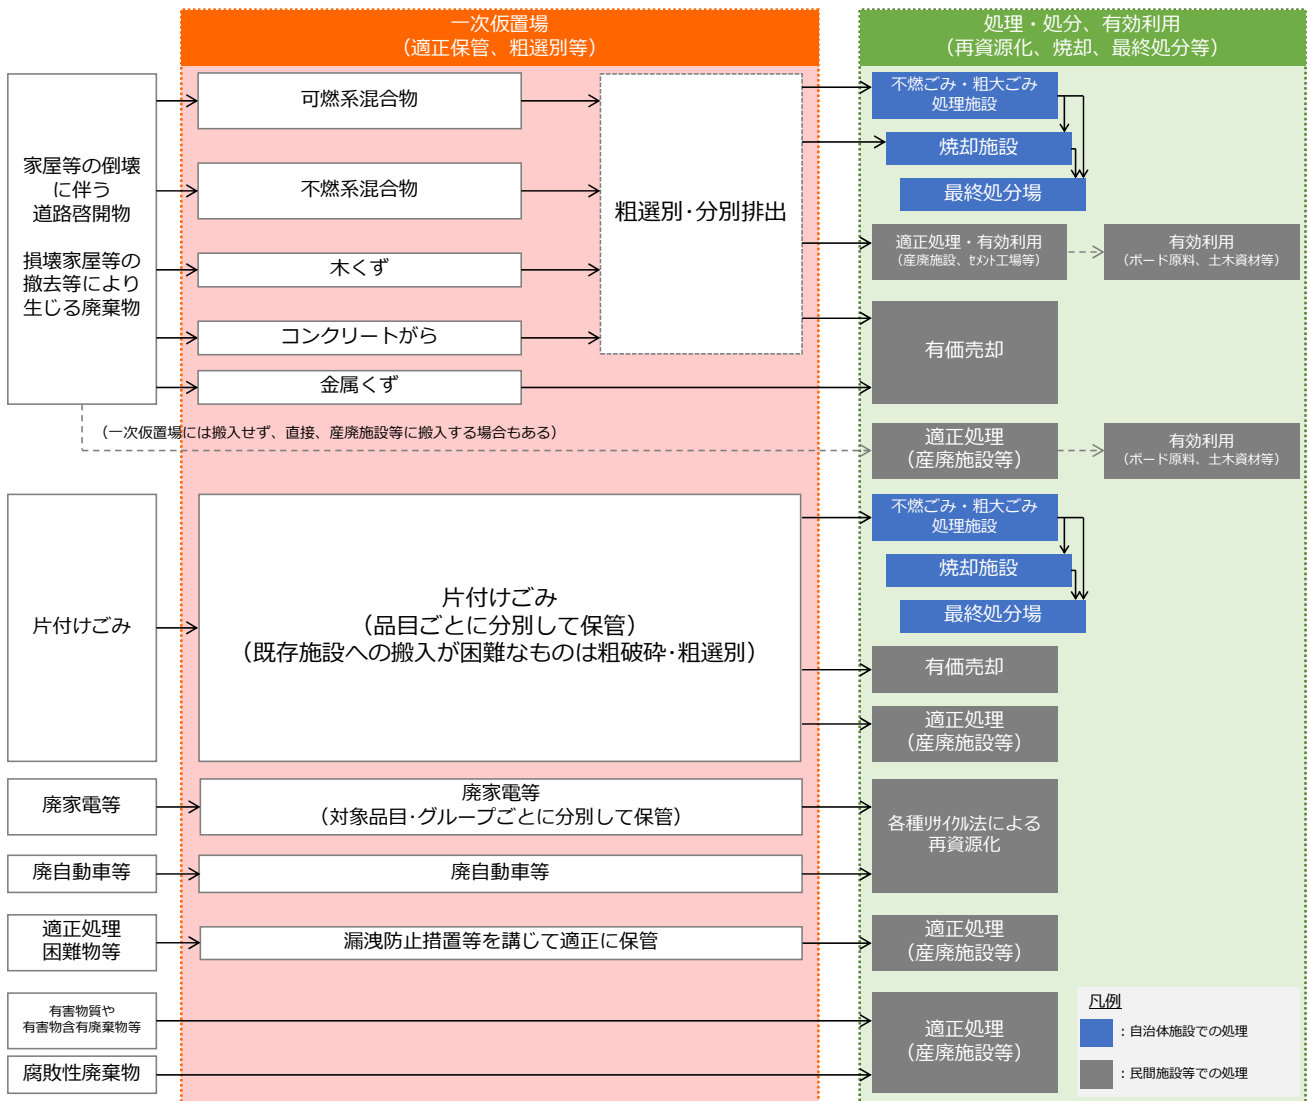 一次仮置場
（適正保管、粗選別等）
処理・処分、有効利用
（再資源化、焼却、最終処分等）
家屋等の倒壊
に伴う
道路啓開物
損壊家屋等の
撤去等により
生じる廃棄物
可燃系混合物
不燃系混合物
木くず
コンクリートがら
金属くず
粗選別･分別排出
不燃ごみ・粗大ごみ
処理施設
焼却施設
最終処分場
適正処理・有効利用
（産廃施設、ｾﾒﾝﾄ工場等）
有効利用
（ボード原料、土木資材等）
有価売却
（一次仮置場には搬入せず、直接、産廃施設等に搬入する場合もある）
適正処理
（産廃施設等）
有効利用
（ボード原料、土木資材等）
片付けごみ
片付けごみ
（品目ごとに分別して保管）
（既存施設への搬入が困難なものは粗破砕･粗選別）
不燃ごみ・粗大ごみ
処理施設
焼却施設
最終処分場
有価売却
適正処理
（産廃施設等）
廃家電等
廃家電等
（対象品目･グループごとに分別して保管）
各種ﾘｻｲｸﾙ法による
再資源化
廃自動車等
廃自動車等
適正処理
困難物等
漏洩防止措置等を講じて適正に保管
適正処理
（産廃施設等）
有害物質や
有害物含有廃棄物等
腐敗性廃棄物
適正処理
（産廃施設等）
凡例
：自治体施設での処理
：民間施設等での処理